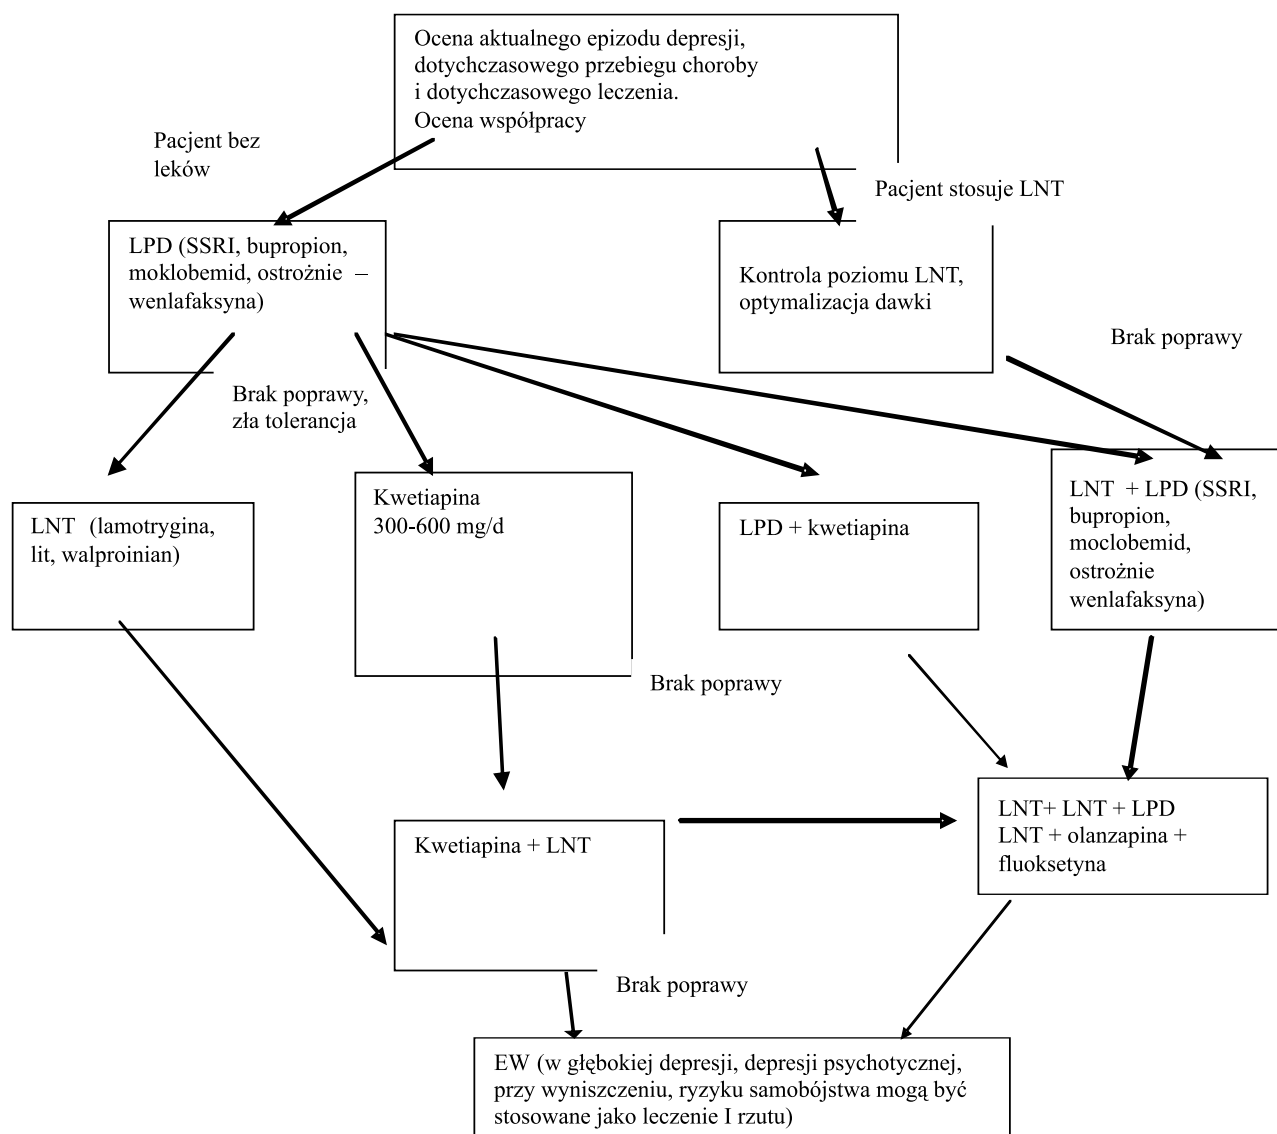 Ocena aktualnego epizodu depresji,
dotychczasowego przebiegu choroby
i dotychczasowego leczenia.
Ocena współpracy
Pacjent bez
leków
Pacjent stosuje LNT
LPD (SSRI, bupropion,
moklobemid, ostrożnie –
wenlafaksyna)
Kontrola poziomu LNT,
optymalizacja dawki
Brak poprawy
Brak poprawy,
zła tolerancja
LNT (lamotrygina,
lit, walproinian)
Kwetiapina
300-600 mg/d
LPD + kwetiapina
LNT + LPD (SSRI,
bupropion,
moclobemid,
ostrożnie
wenlafaksyna)
Brak poprawy
Kwetiapina + LNT
LNT+ LNT + LPD
LNT + olanzapina +
fluoksetyna
Brak poprawy
EW (w głębokiej depresji, depresji psychotycznej,
przy wyniszczeniu, ryzyku samobójstwa mogą być
stosowane jako leczenie I rzutu)